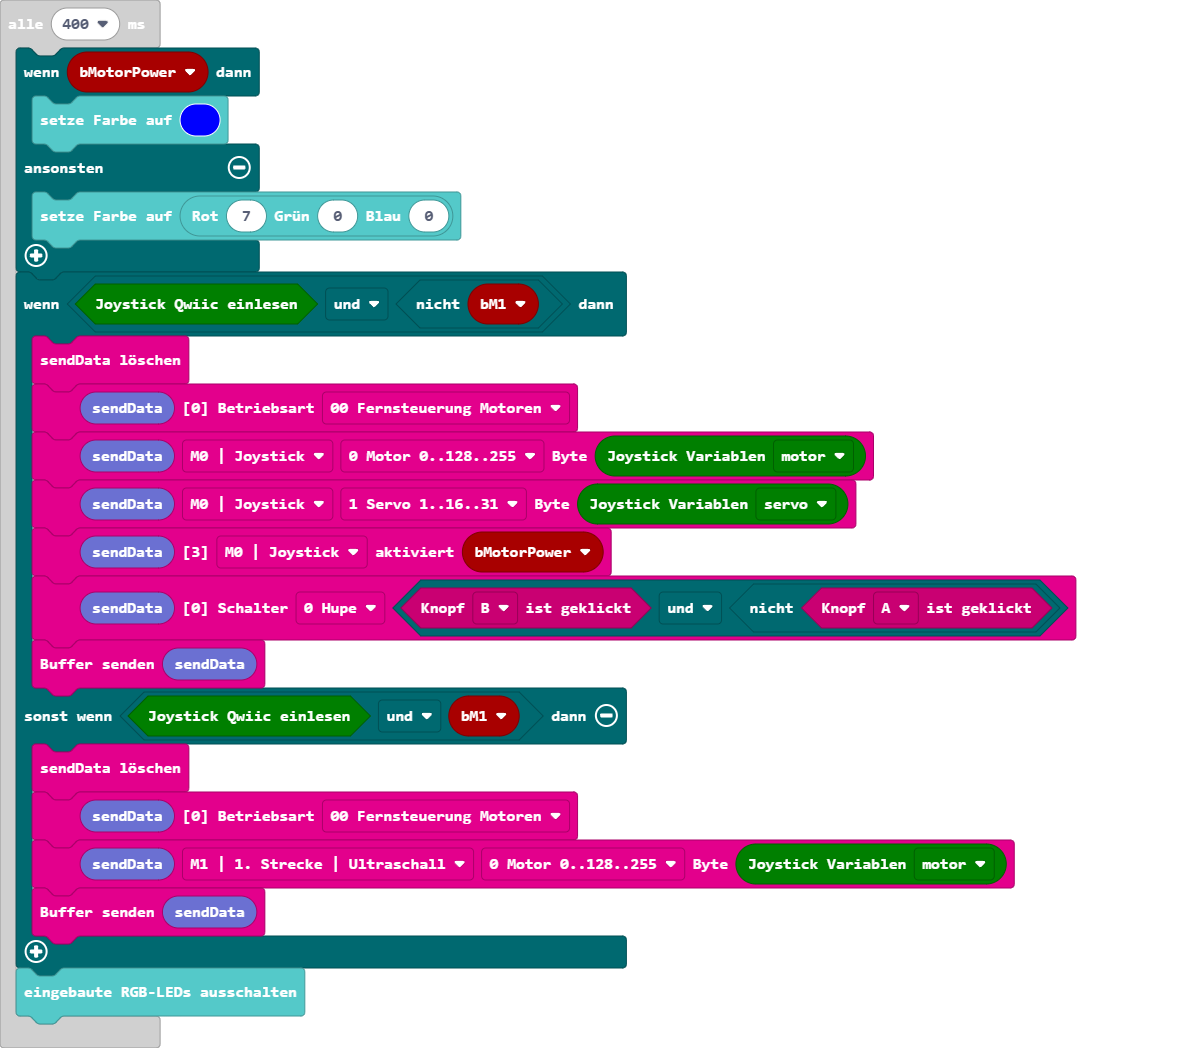 alle 400 ms
wenn bMotorPower dann
setze Farbe auf
ansonsten
setze Farbe auf Rot 7 Grün 0 Blau 0
wenn Joystick Qwiic einlesen und nicht bM1 dann
sendData löschen
sendData [0] Betriebsart 00 Fernsteuerung Motoren
sendData M0 | Joystick 0 Motor 0..128..255 Byte Joystick Variablen motor
sendData M0 | Joystick 1 Servo 1..16..31 Byte Joystick Variablen servo
sendData [3] M0 | Joystick aktiviert bMotorPower
sendData [0] Schalter 0 Hupe Knopf B ist geklickt und nicht Knopf A ist geklickt
Buffer senden sendData
sonst wenn Joystick Qwiic einlesen und bM1 dann
sendData löschen
sendData [0] Betriebsart 00 Fernsteuerung Motoren
sendData M1 | 1. Strecke | Ultraschall 0 Motor 0..128..255 Byte Joystick Variablen motor
Buffer senden sendData
eingebaute RGB-LEDs ausschalten